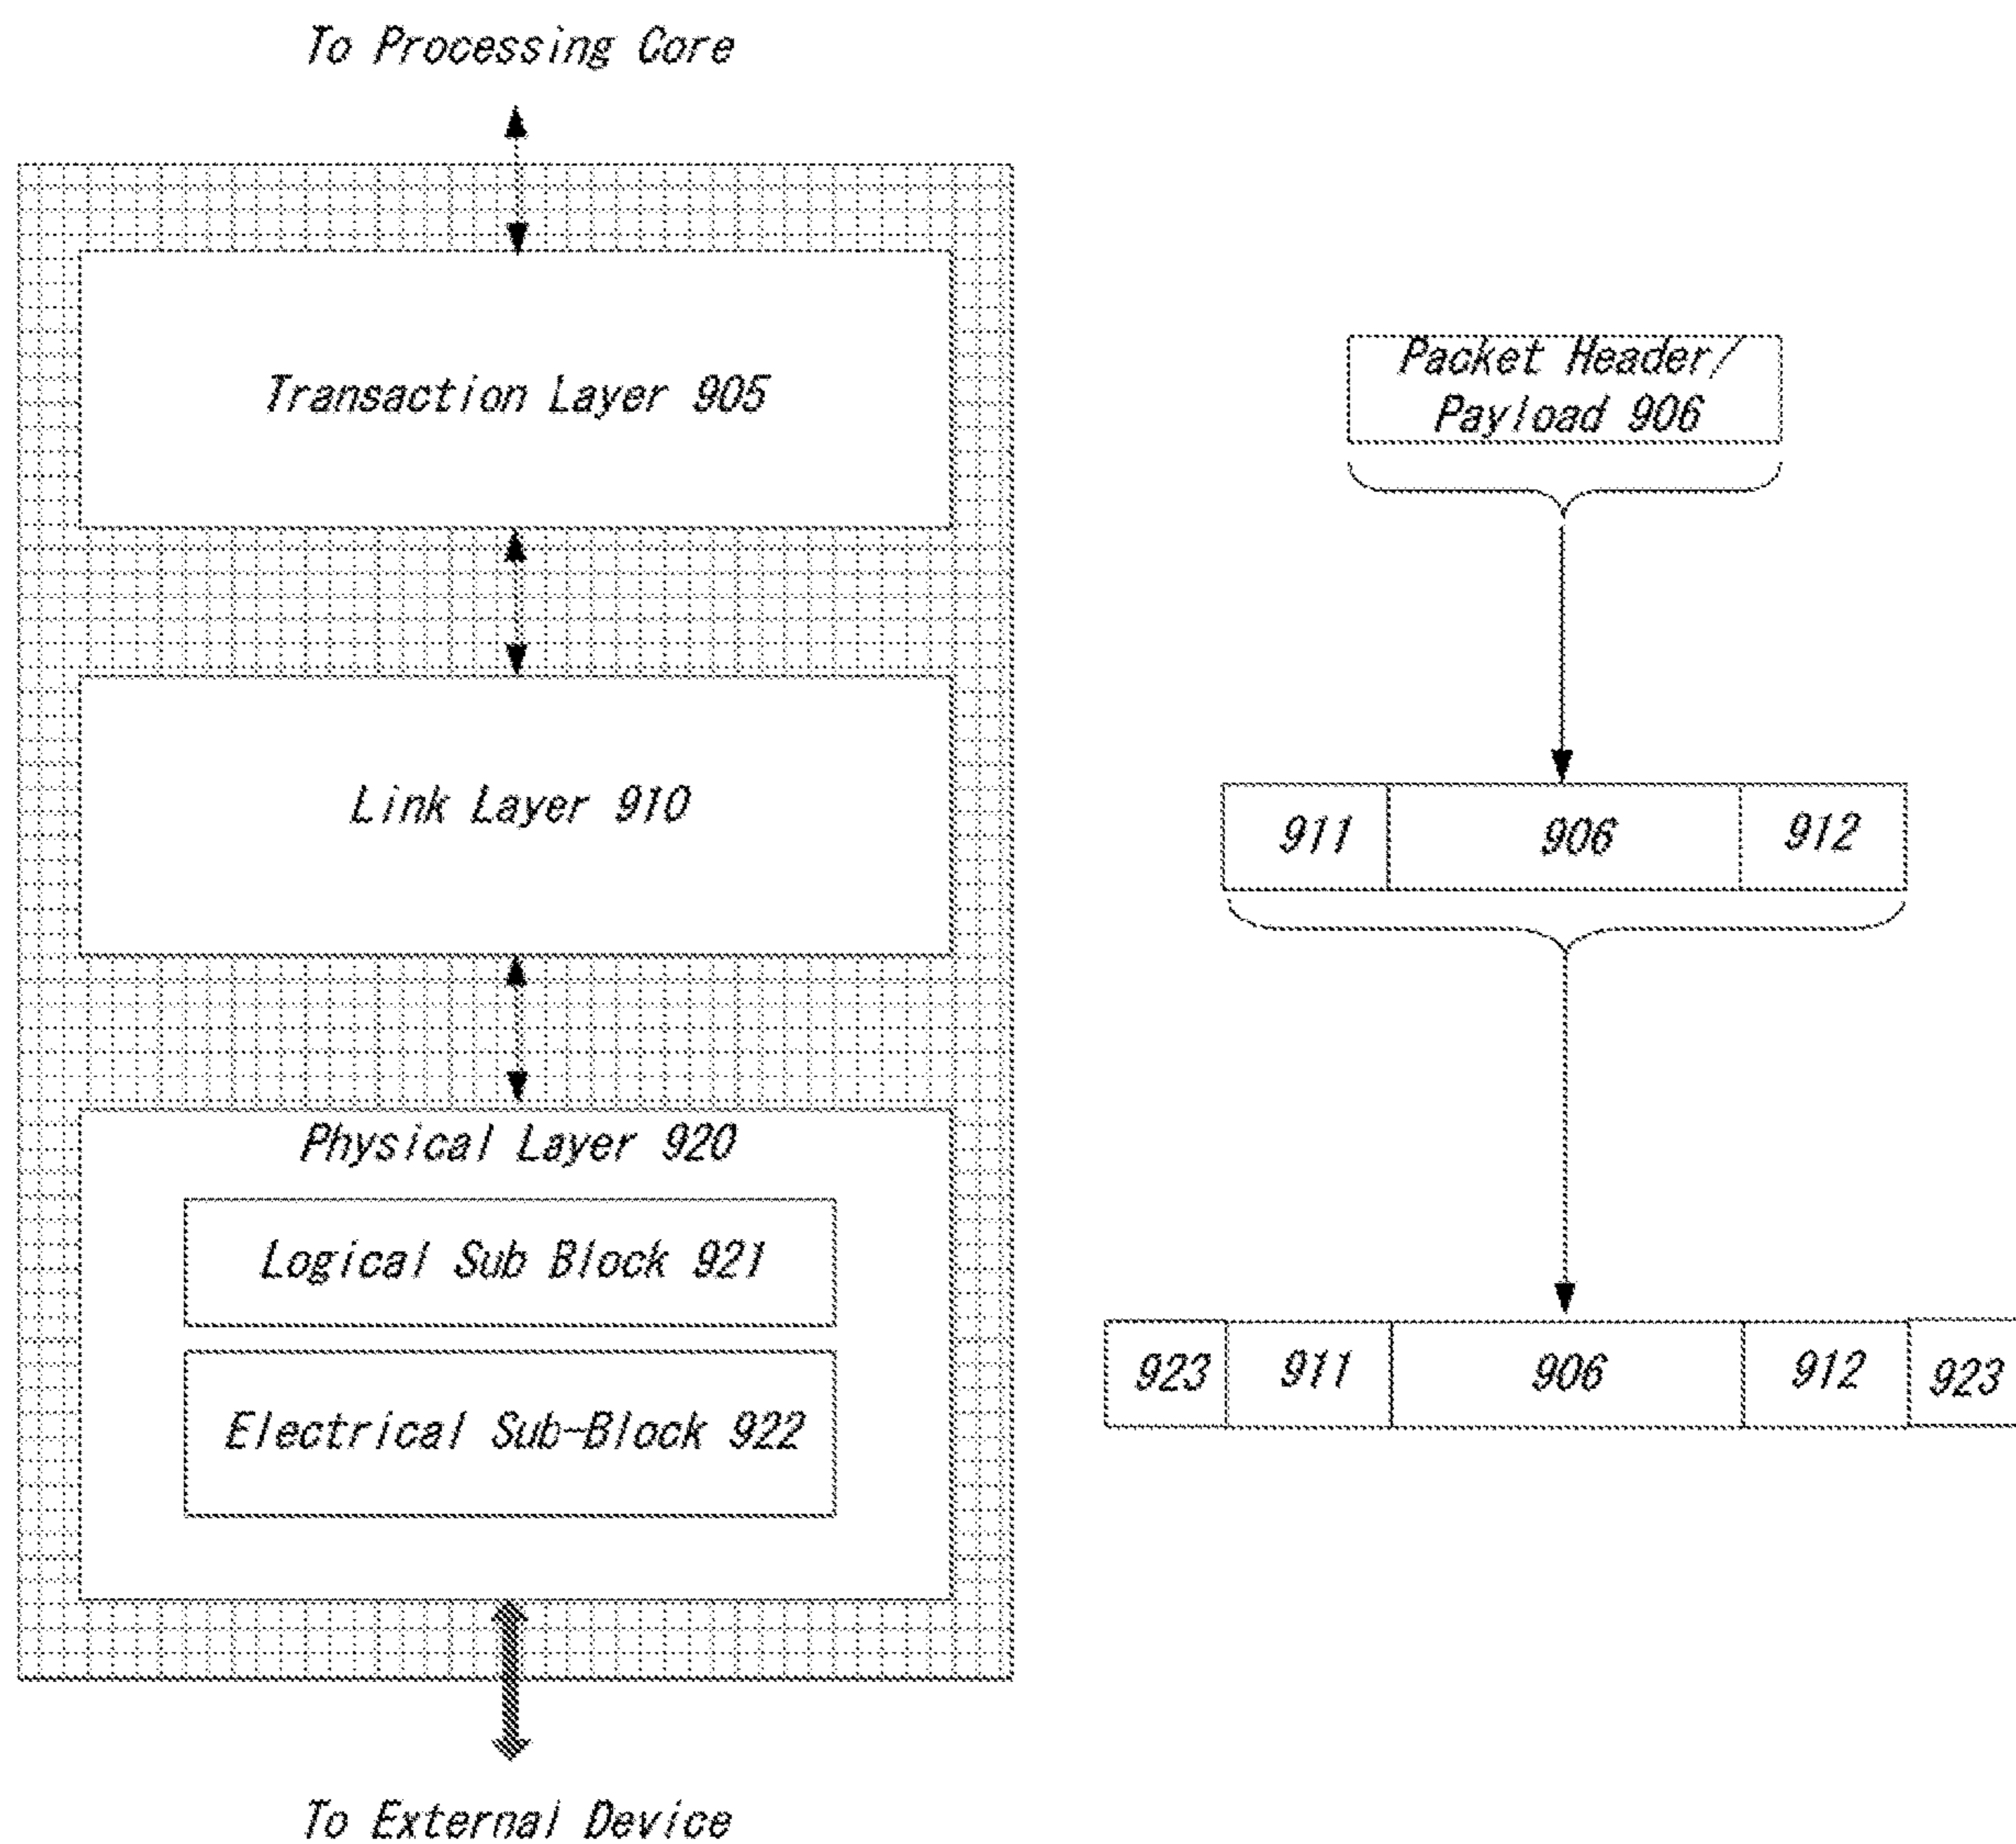 To Processing Core
Transaction Layer 905
Packet Header/
Payload 906
Link Layer 910
911
906
912
Physical Layer 920
Logical Sub Block 921
Electrical Sub-Block 922
923
911
906
912
923
To External Device